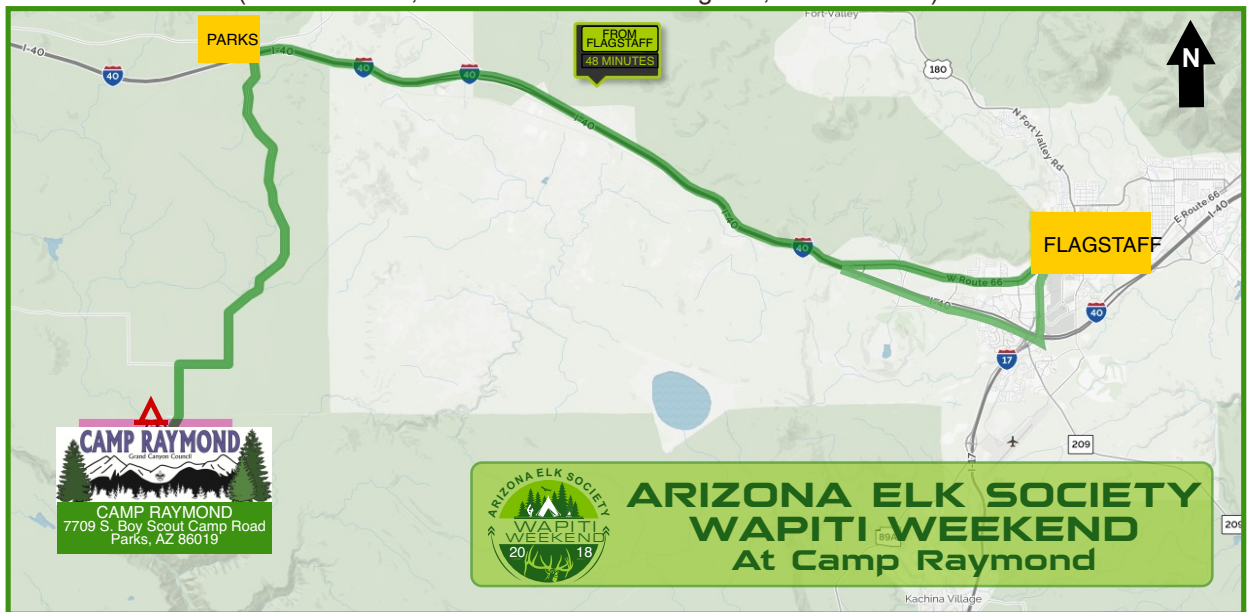 Fort-Valley
I-40
PARKS
I-40
40
40
40
FROM
FLAGSTAFF
48 MINUTES
180
N
N Fort Valley Rd
I-40
E Route 66
I-40
I-40
40
FLAGSTAFF
W Route 66
I-40
40
17
209
I-17
CAMP RAYMOND
Grand Canyon Council
CAMP RAYMOND
7709 S. Boy Scout Camp Road
Parks, AZ 86019
ARIZONA ELK SOCIETY
WAPITI
WEEKEND
20 18
ARIZONA ELK SOCIETY
WAPITI WEEKEND
At Camp Raymond
89A
209
Kachina Village